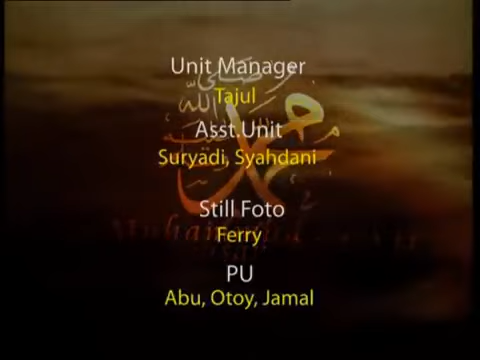 Unit Manager
Tajul
Asst.Unit
Suryadi, Syahdani
Still Foto
Ferry
PU
Abu, Otoy, Jamal